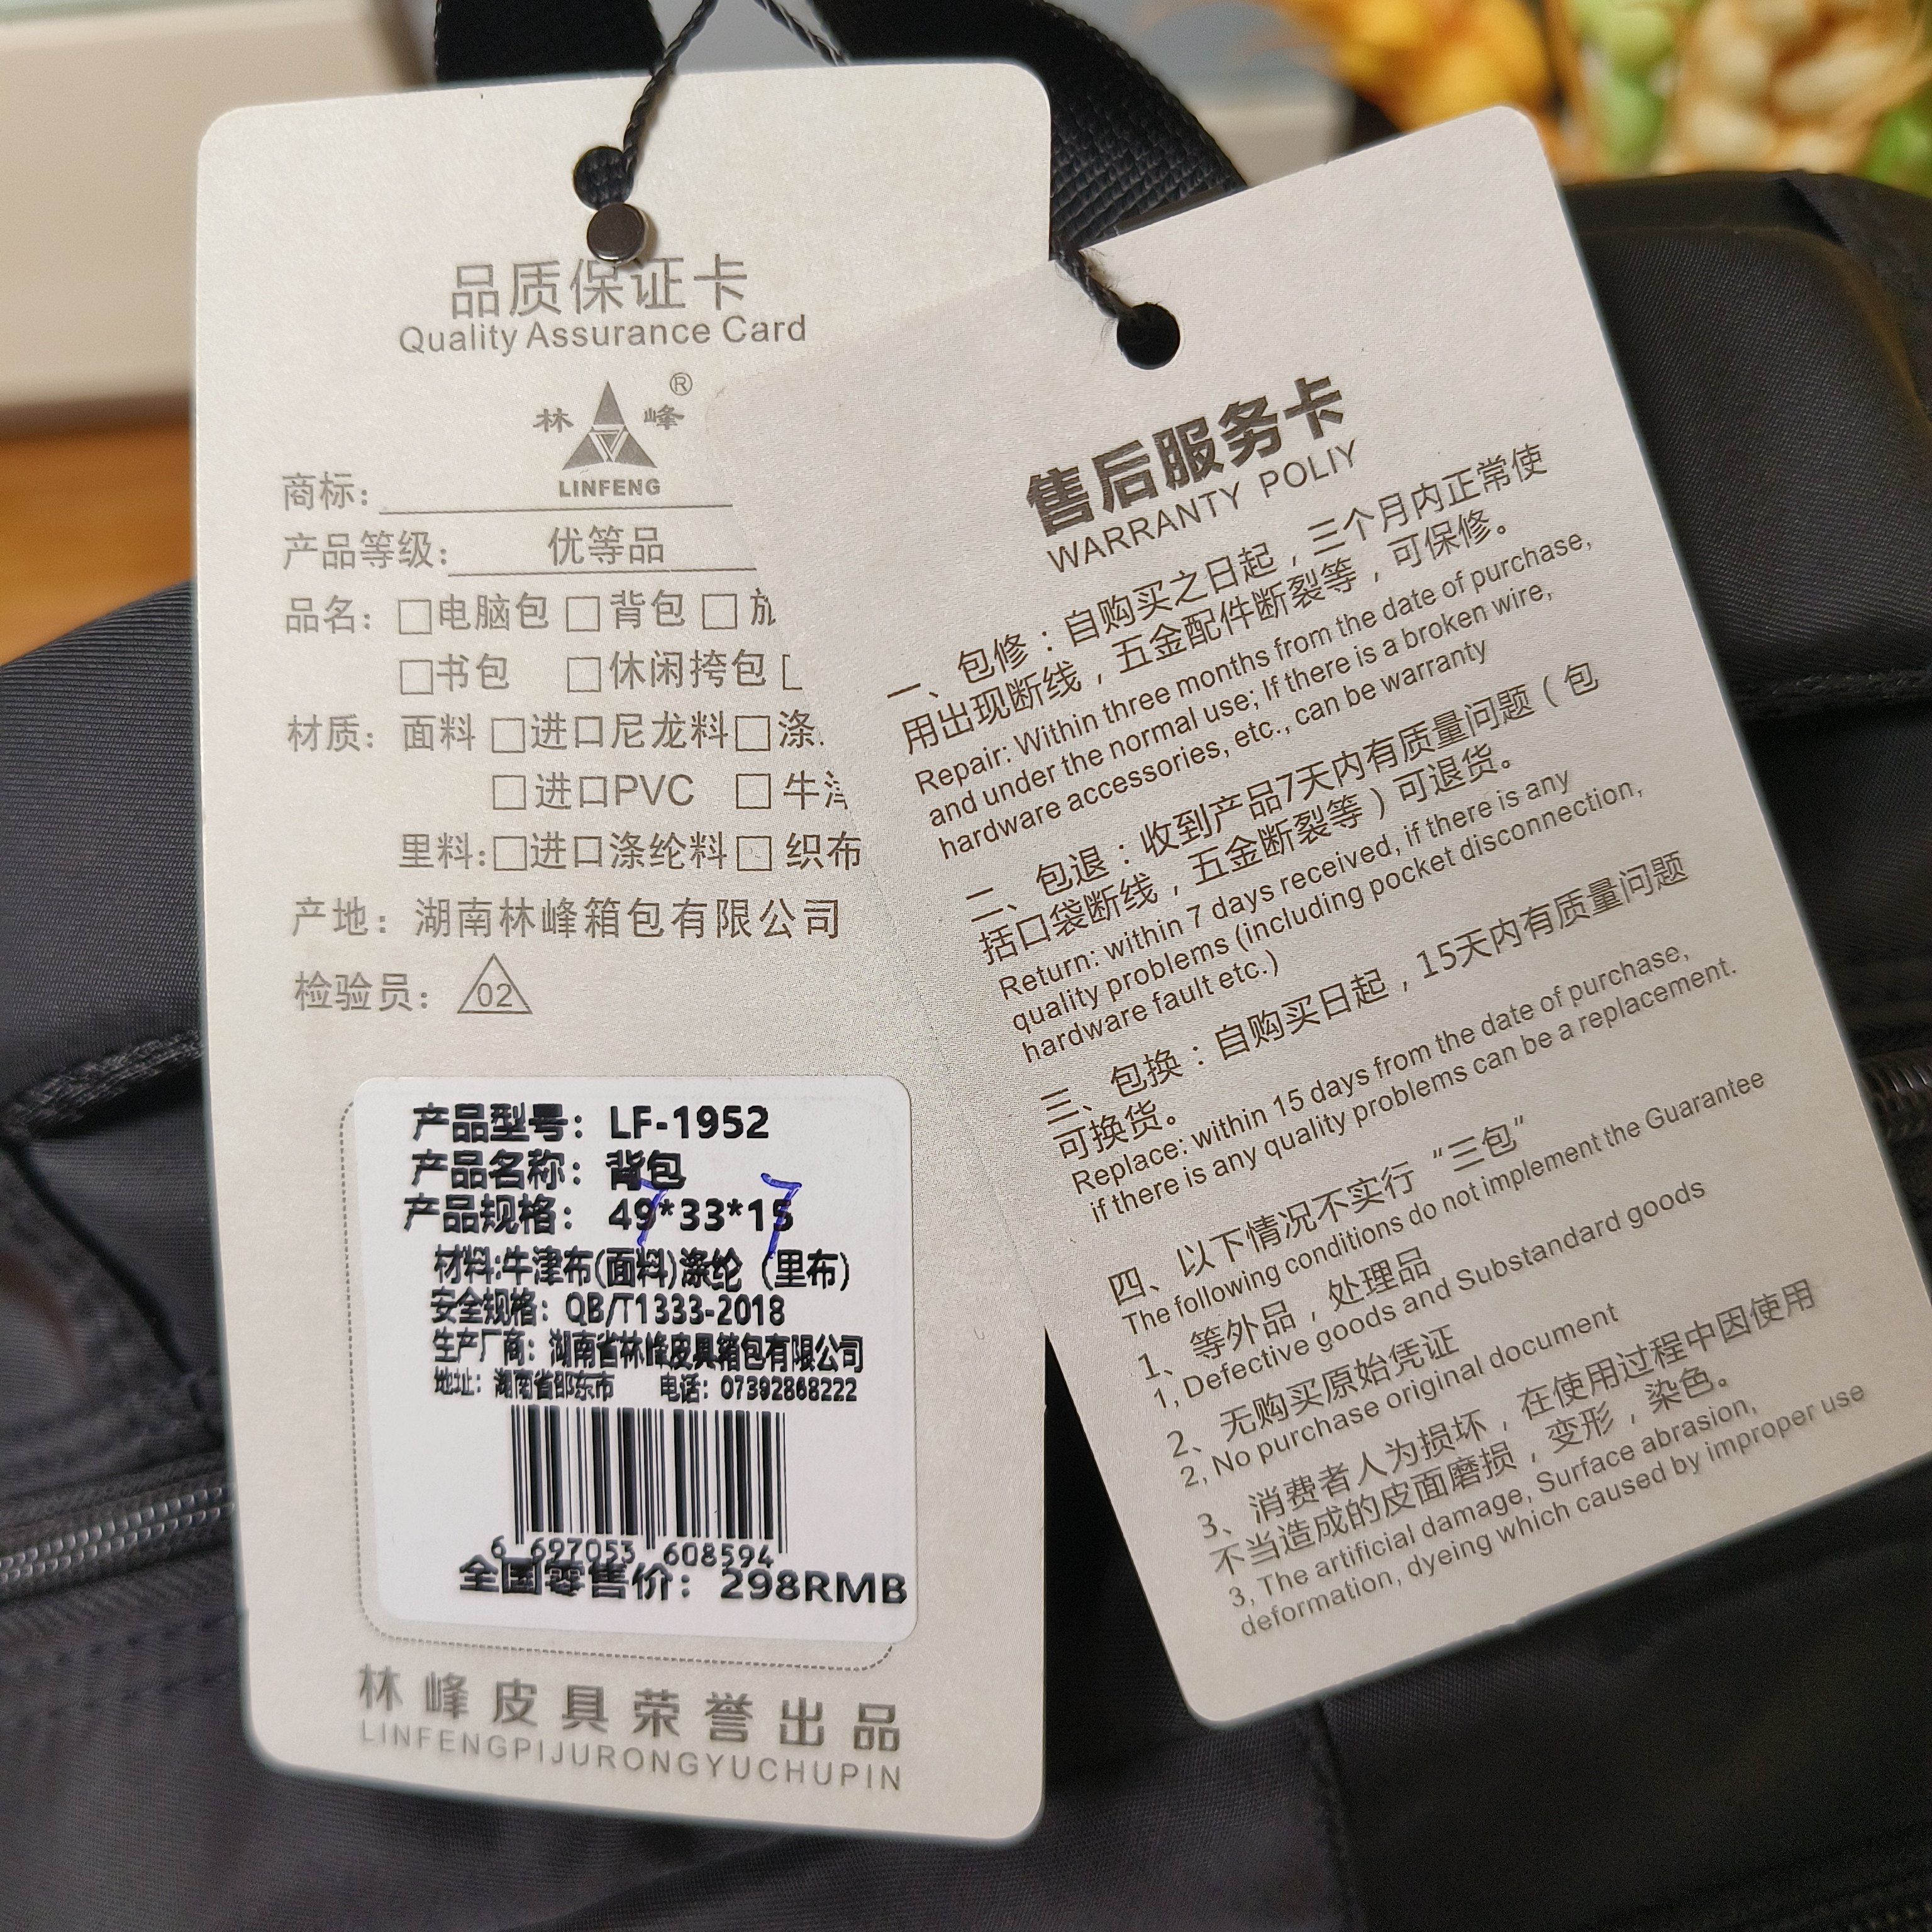 品质保证卡
Quality Assurance Card
林 峰 ®
LINFENG
商标:
产品等级: 优等品
品名: □电脑包 □背包 □旅
□书包 □休闲挎包
材质: 面料 □进口尼龙料 □涤
□进口PVC □牛津
里料: □进口涤纶料 □织布
产地: 湖南林峰箱包有限公司
检验员: 02
产品型号: LF-1952
产品名称: 背包
产品规格: 49*33*15
7 7
材料:牛津布(面料)涤纶 (里布)
安全规格: QB/T1333-2018
生产厂商: 湖南省林峰皮具箱包有限公司
地址: 湖南省邵东市 电话: 07392868222
6 697053 608594
全国零售价: 298RMB
林峰皮具荣誉出品
LINFENGPIJURONGYUCHUPIN
售后服务卡
WARRANTY POLIY
一、包修:自购买之日起,三个月内正常使
用出现断线,五金配件断裂等,可保修。
Repair: Within three months from the date of purchase,
and under the normal use; If there is a broken wire,
hardware accessories, etc., can be warranty
二、包退:收到产品7天内有质量问题(包
括口袋断线,五金断裂等)可退货。
Return: within 7 days received, if there is any
quality problems (including pocket disconnection,
hardware fault etc.)
三、包换:自购买日起,15天内有质量问题
可换货。
Replace: within 15 days from the date of purchase,
if there is any quality problems can be a replacement.
四、以下情况不实行“三包”
The following conditions do not implement the Guarantee
1、等外品,处理品
1, Defective goods and Substandard goods
2、无购买原始凭证
2, No purchase original document
3、消费者人为损坏,在使用过程中因使用
不当造成的皮面磨损,变形,染色。
3, The artificial damage, Surface abrasion,
deformation, dyeing which caused by improper use